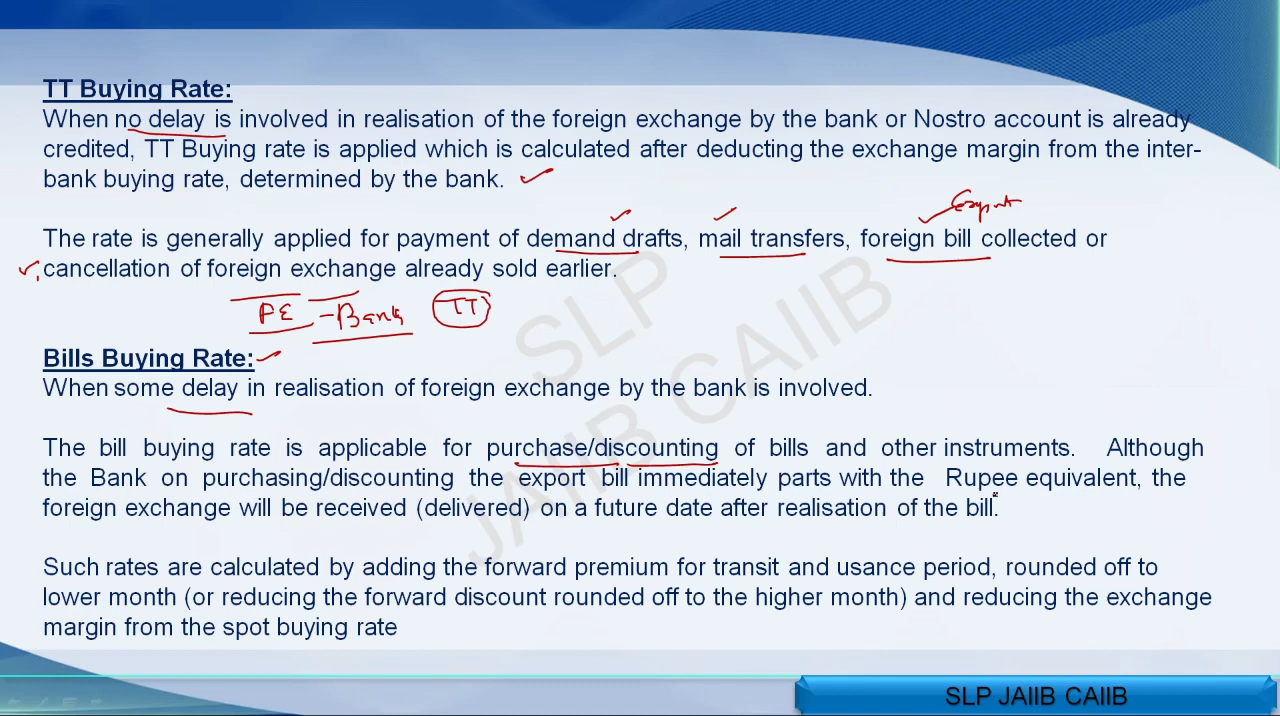 TT Buying Rate:
When no delay is involved in realisation of the foreign exchange by the bank or Nostro account is already
credited, TT Buying rate is applied which is calculated after deducting the exchange margin from the inter-
bank buying rate, determined by the bank.
Export
The rate is generally applied for payment of demand drafts, mail transfers, foreign bill collected or
cancellation of foreign exchange already sold earlier.
FE - Bank TT
Bills Buying Rate:
When some delay in realisation of foreign exchange by the bank is involved.
The bill buying rate is applicable for purchase/discounting of bills and other instruments. Although
the Bank on purchasing/discounting the export bill immediately parts with the Rupee equivalent, the
foreign exchange will be received (delivered) on a future date after realisation of the bill.
Such rates are calculated by adding the forward premium for transit and usance period, rounded off to
lower month (or reducing the forward discount rounded off to the higher month) and reducing the exchange
margin from the spot buying rate
SLP
JAIIB CAIIB
SLP JAIIB CAIIB